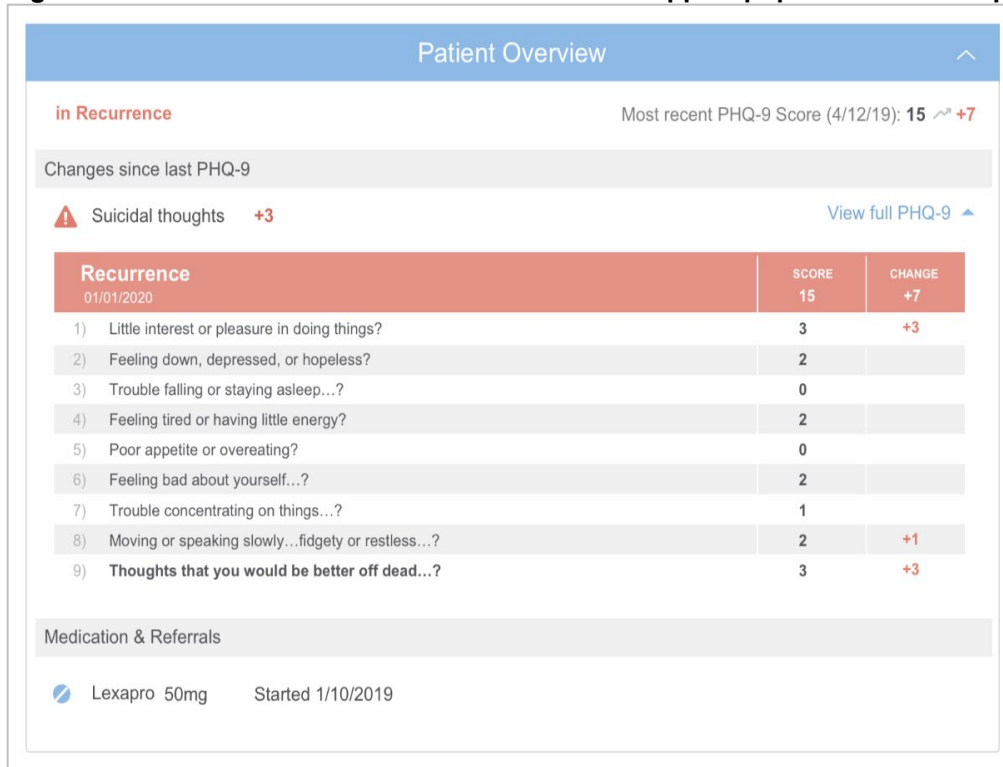 Patient Overview
in Recurrence
Most recent PHQ-9 Score (4/12/19): 15 +7
Changes since last PHQ-9
Suicidal thoughts +3
View full PHQ-9
Recurrence SCORE CHANGE
01/01/2020 15 +7
1) Little interest or pleasure in doing things? 3 +3
2) Feeling down, depressed, or hopeless? 2
3) Trouble falling or staying asleep…? 0
4) Feeling tired or having little energy? 2
5) Poor appetite or overeating? 0
6) Feeling bad about yourself…? 2
7) Trouble concentrating on things…? 1
8) Moving or speaking slowly…fidgety or restless…? 2 +1
9) Thoughts that you would be better off dead…? 3 +3
Medication & Referrals
Lexapro 50mg Started 1/10/2019